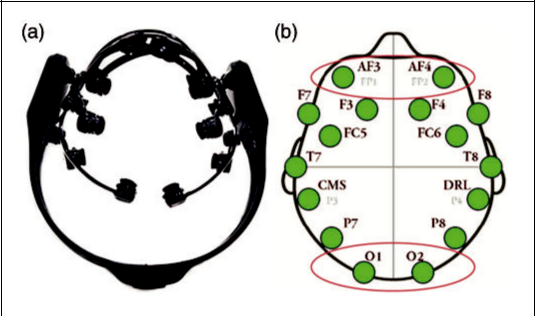 (a)
(b)
AF3 AF4
FP1 FP2
F7 F3 F4 F8
FC5 FC6
T7 T8
CMS DRL
P3 P4
P7 P8
O1 O2